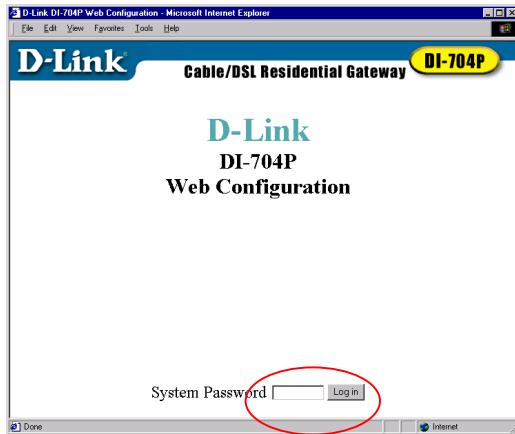 D-Link DI-704P Web Configuration - Microsoft Internet Explorer
File Edit View Favorites Tools Help
D-Link
Cable/DSL Residential Gateway
DI-704P
D-Link
DI-704P
Web Configuration
System Password
Log in
Done
Internet